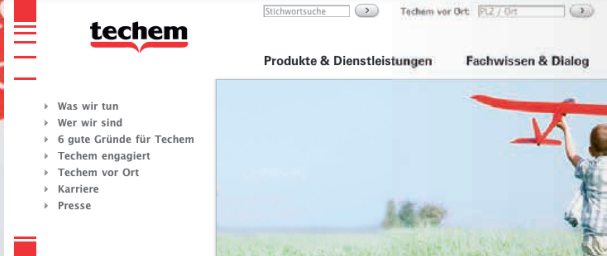 Stichwortsuche
Techem vor Ort:
PLZ / Ort
techem
Produkte & Dienstleistungen
Fachwissen & Dialog
Was wir tun
Wer wir sind
6 gute Gründe für Techem
Techem engagiert
Techem vor Ort
Karriere
Presse